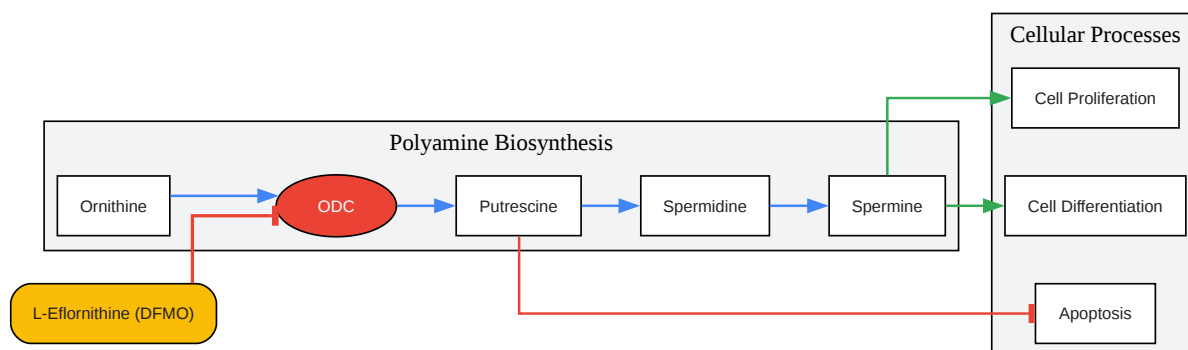 Cellular Processes
Cell Proliferation
Polyamine Biosynthesis
Ornithine
ODC
Putrescine
Spermidine
Spermine
Cell Differentiation
L-Eflornithine (DFMO)
Apoptosis